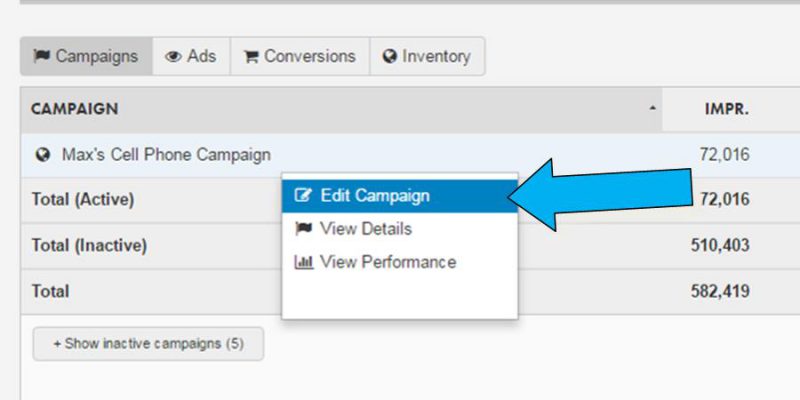 Campaigns Ads Conversions Inventory
CAMPAIGN IMPR.
Max's Cell Phone Campaign 72,016
Total (Active) 72,016
Edit Campaign
View Details
Total (Inactive) 510,403
View Performance
Total 582,419
+ Show inactive campaigns (5)